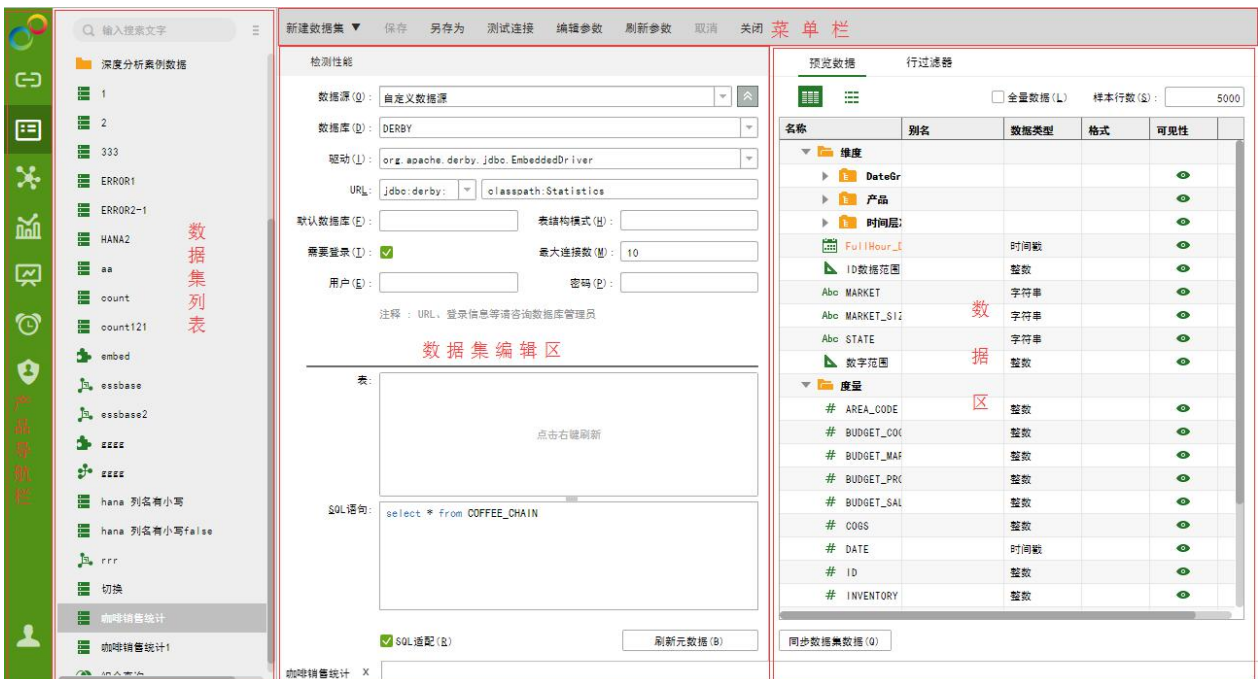 输入搜索文字
深度分析案例数据
1
2
333
ERROR1
ERROR2-1
HANA2
aa
count
count121
embed
essbase
essbase2
gggg
gggg
hana 列名有小写
hana 列名有小写false
rrr
切换
咖啡销售统计
咖啡销售统计1
产品导航栏
数据集列表
新建数据集 ▼ 保存 另存为 测试连接 编辑参数 刷新参数 取消 关闭 菜单栏
检测性能
数据源(O): 自定义数据源
数据库(D): DERBY
驱动(I): org.apache.derby.jdbc.EmbeddedDriver
URL: jdbc:derby: classpath:Statistics
默认数据库(F): 表结构模式(H):
需要登录(T): 最大连接数(M): 10
用户(E): 密码(P):
注释 : URL、登录信息等请咨询数据库管理员
数据集编辑区
表:
点击右键刷新
SQL语句: select * from COFFEE_CHAIN
SQL适配(R) 刷新元数据(B)
咖啡销售统计 X
预览数据 行过滤器
全量数据(L) 样本行数(S): 5000
名称 别名 数据类型 格式 可见性
维度
DateGr
产品
时间层
FullHour_D 时间戳
ID数据范围 整数
Abc MARKET 字符串
Abc MARKET_SIZ 字符串
Abc STATE 字符串
数字范围 整数
度量
# AREA_CODE 整数
# BUDGET_COG 整数
# BUDGET_MAR 整数
# BUDGET_PRO 整数
# BUDGET_SAL 整数
# COGS 整数
# DATE 时间戳
# ID 整数
# INVENTORY 整数
数据区
同步数据集数据(Q)